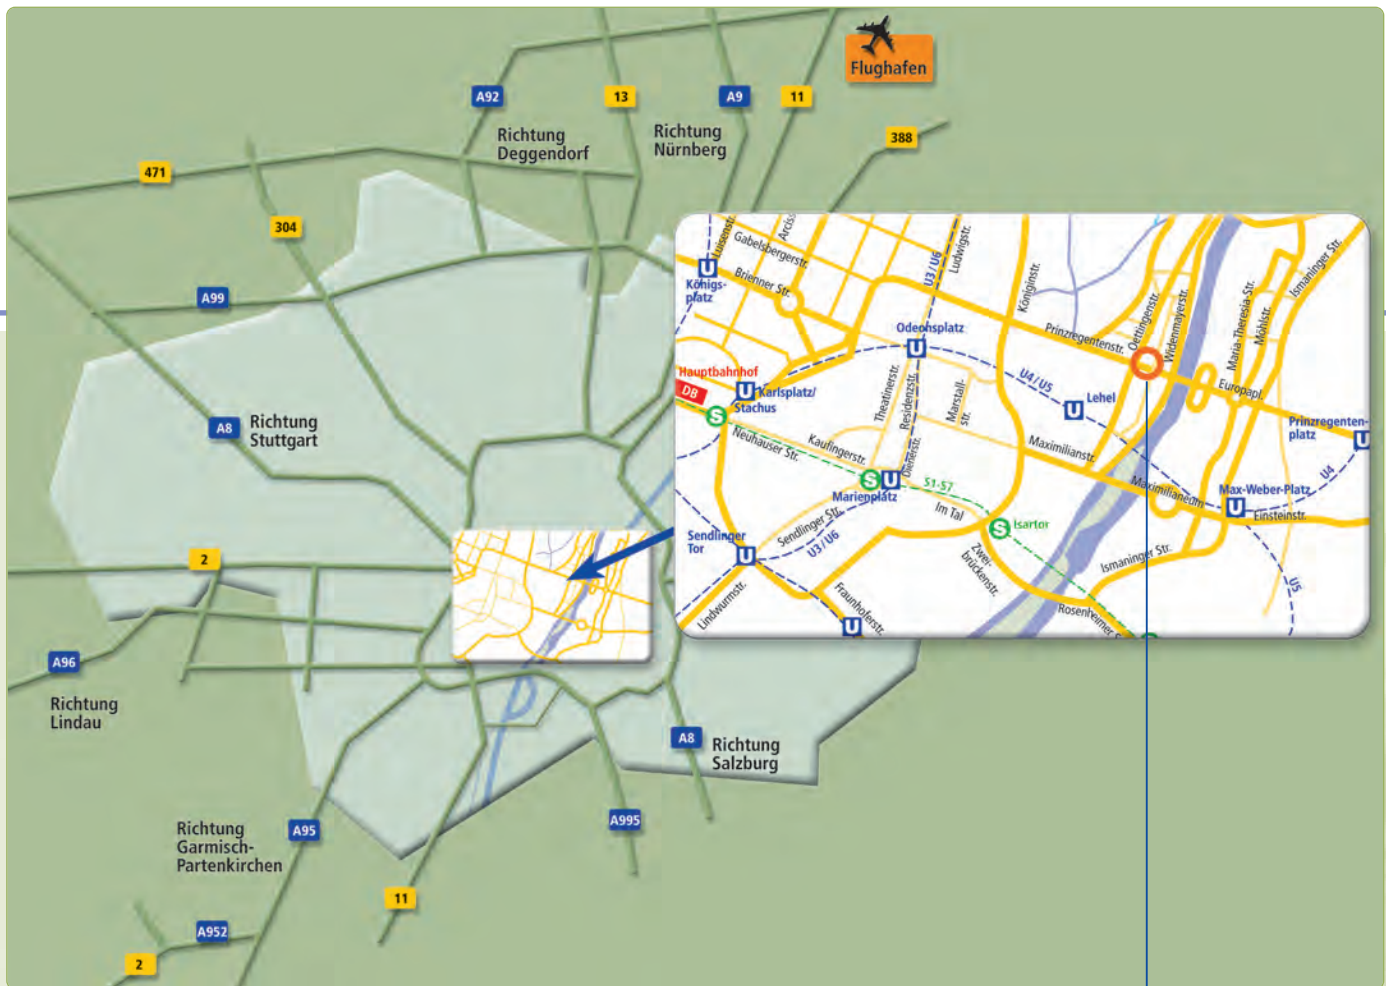 Flughafen
A92
13
A9
11
388
Richtung
Deggendorf
Richtung
Nürnberg
471
304
A99
A8
Richtung
Stuttgart
2
A96
Richtung
Lindau
A8
Richtung
Salzburg
A995
Richtung
Garmisch-
Partenkirchen
A95
11
A952
2
Luisenstr.
Arciss
Gabelsbergerstr.
Brienner Str.
U
Königs-
platz
U3/U6
Ludwigstr.
Königinstr.
Prinzregentenstr.
Oettingenstr.
Widenmayerstr.
Maria-Theresia-Str.
Möhlstr.
Ismaninger Str.
Odeonsplatz
U
U4/U5
Lehel
U
Europapl.
Prinzregenten-
platz
U
U4
Hauptbahnhof
DB
S
U
Karlsplatz/
Stachus
Theatinerstr.
Residenzstr.
Marstall-
str.
Neuhauser Str.
Kaufingerstr.
Dienerstr.
Maximilianstr.
Maximilianeum
Max-Weber-Platz
U
Einsteinstr.
S
U
Marienplatz
S1-S7
Im Tal
S
Isartor
Sendlinger
Tor
U
Sendlinger Str.
U3/U6
Zwei-
brückenstr.
Ismaninger Str.
U5
Lindwurmstr.
Fraunhoferstr.
U
Rosenheimer S